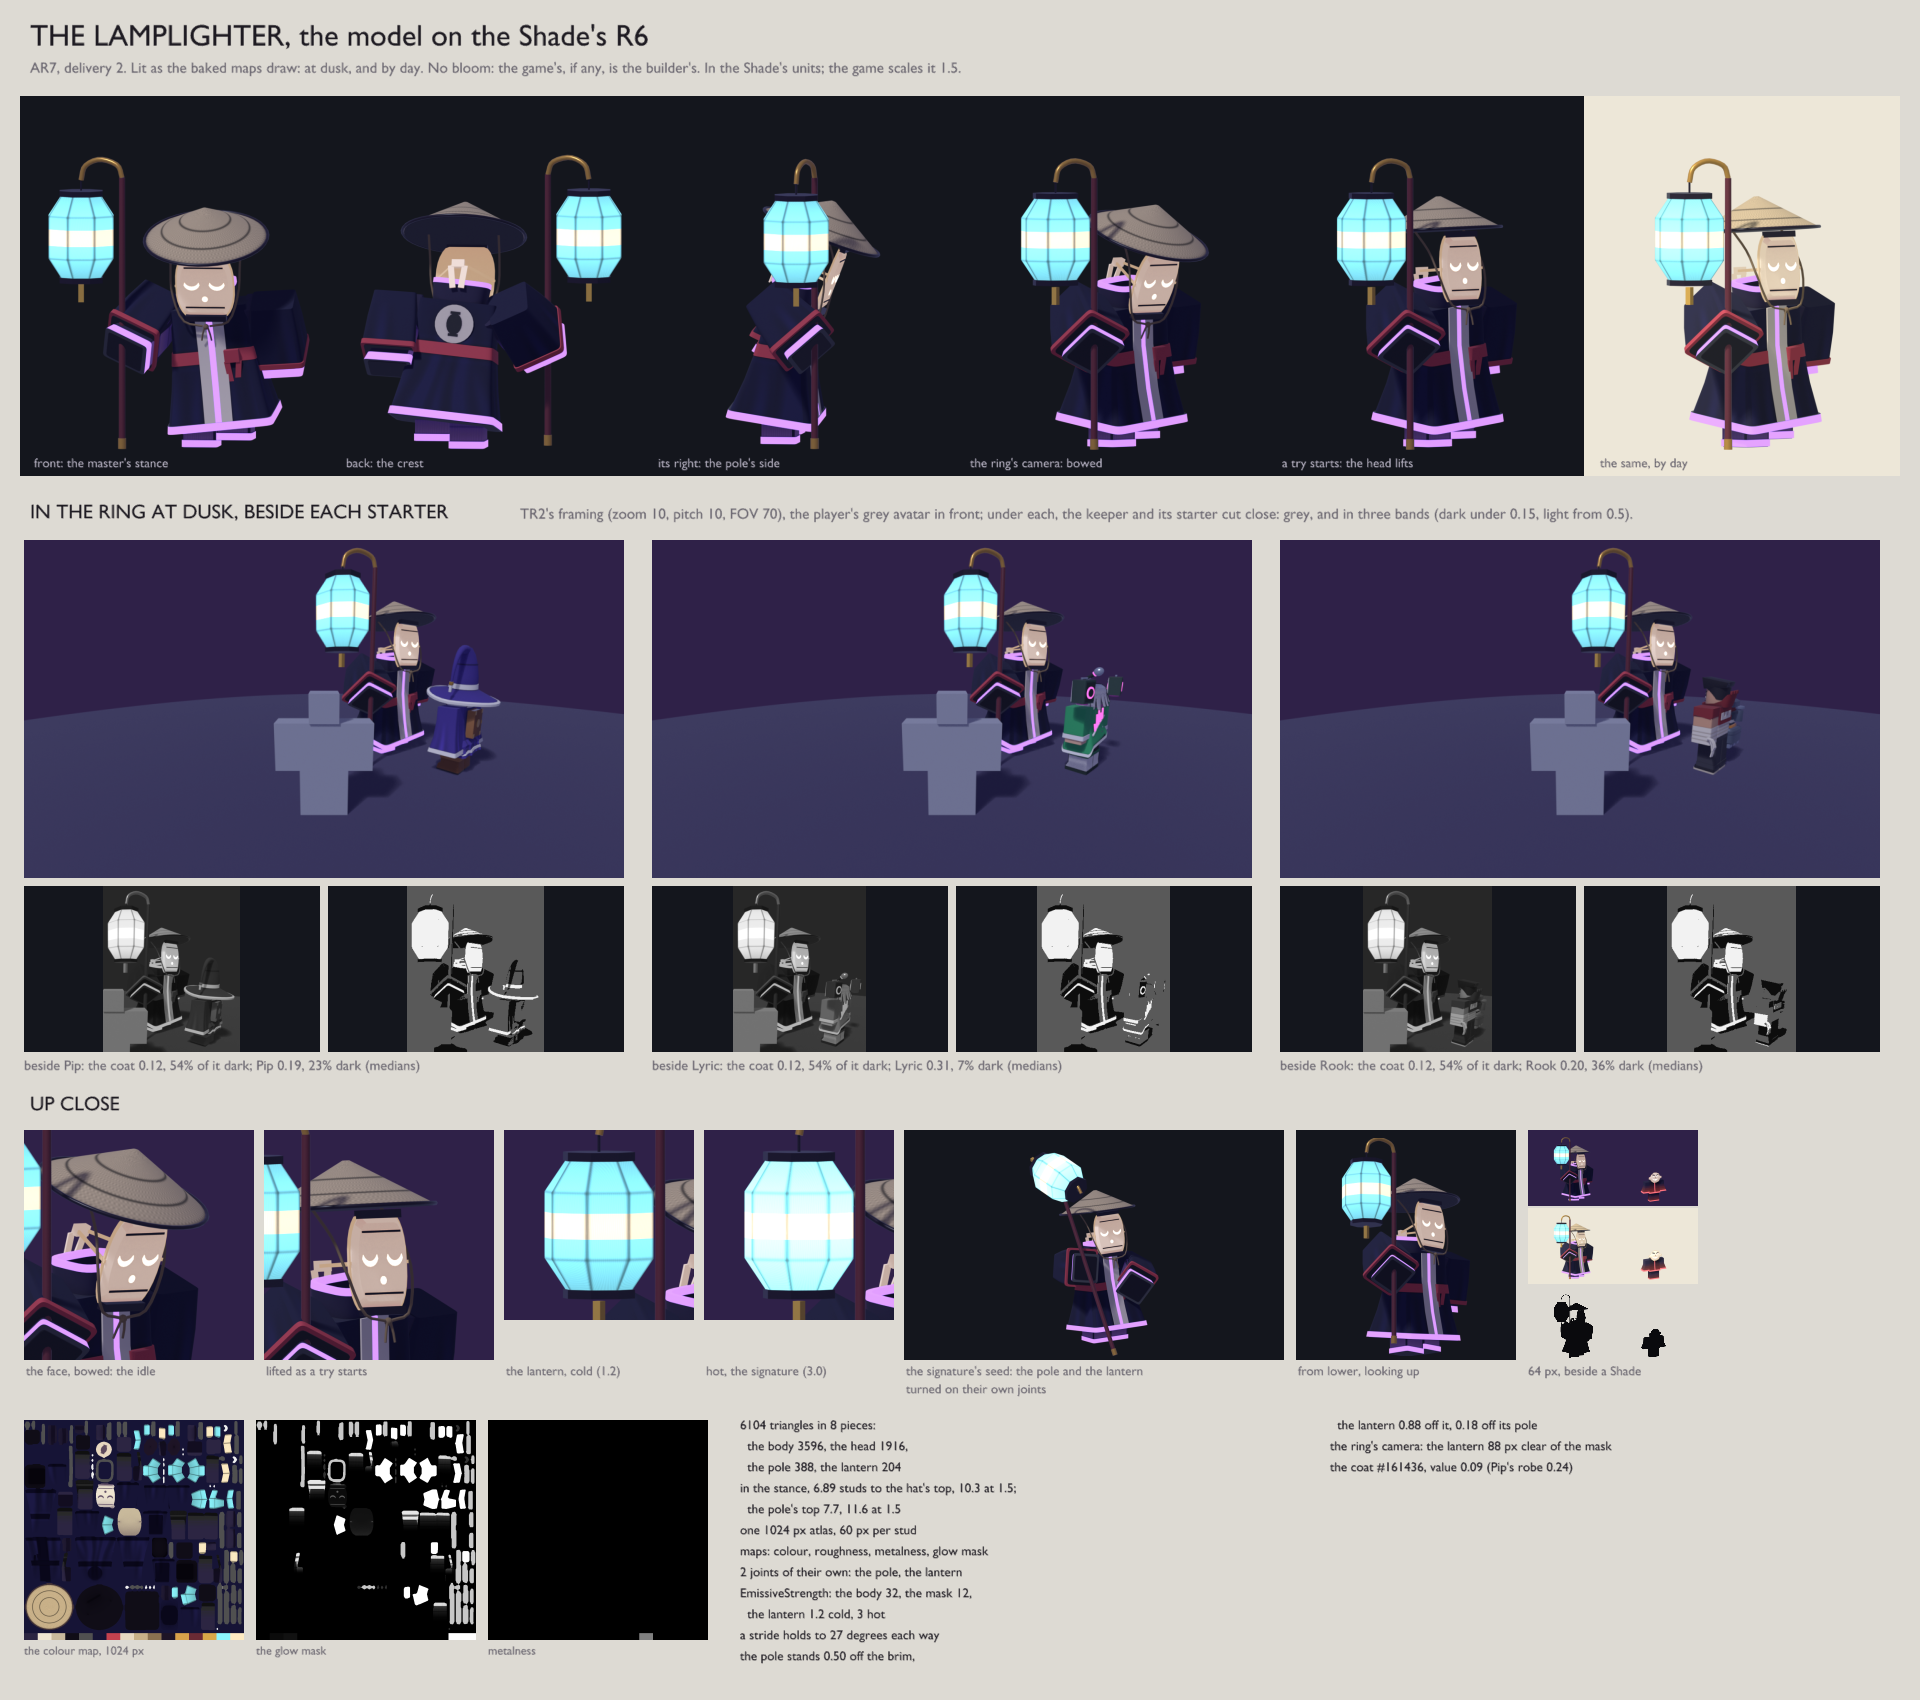 THE LAMPLIGHTER, the model on the Shade's R6
AR7, delivery 2. Lit as the baked maps draw: at dusk, and by day. No bloom: the game's, if any, is the builder's. In the Shade's units; the game scales it 1.5.
front: the master's stance
back: the crest
its right: the pole's side
the ring's camera: bowed
a try starts: the head lifts
the same, by day
IN THE RING AT DUSK, BESIDE EACH STARTER
TR2's framing (zoom 10, pitch 10, FOV 70), the player's grey avatar in front; under each, the keeper and its starter cut close: grey, and in three bands (dark under 0.15, light from 0.5).
beside Pip: the coat 0.12, 54% of it dark; Pip 0.19, 23% dark (medians)
beside Lyric: the coat 0.12, 54% of it dark; Lyric 0.31, 7% dark (medians)
beside Rook: the coat 0.12, 54% of it dark; Rook 0.20, 36% dark (medians)
UP CLOSE
the face, bowed: the idle
lifted as a try starts
the lantern, cold (1.2)
hot, the signature (3.0)
the signature's seed: the pole and the lantern
turned on their own joints
from lower, looking up
64 px, beside a Shade
the colour map, 1024 px
the glow mask
metalness
6104 triangles in 8 pieces:
the body 3596, the head 1916,
the pole 388, the lantern 204
in the stance, 6.89 studs to the hat's top, 10.3 at 1.5;
the pole's top 7.7, 11.6 at 1.5
one 1024 px atlas, 60 px per stud
maps: colour, roughness, metalness, glow mask
2 joints of their own: the pole, the lantern
EmissiveStrength: the body 32, the mask 12,
the lantern 1.2 cold, 3 hot
a stride holds to 27 degrees each way
the pole stands 0.50 off the brim,
the lantern 0.88 off it, 0.18 off its pole
the ring's camera: the lantern 88 px clear of the mask
the coat #161436, value 0.09 (Pip's robe 0.24)